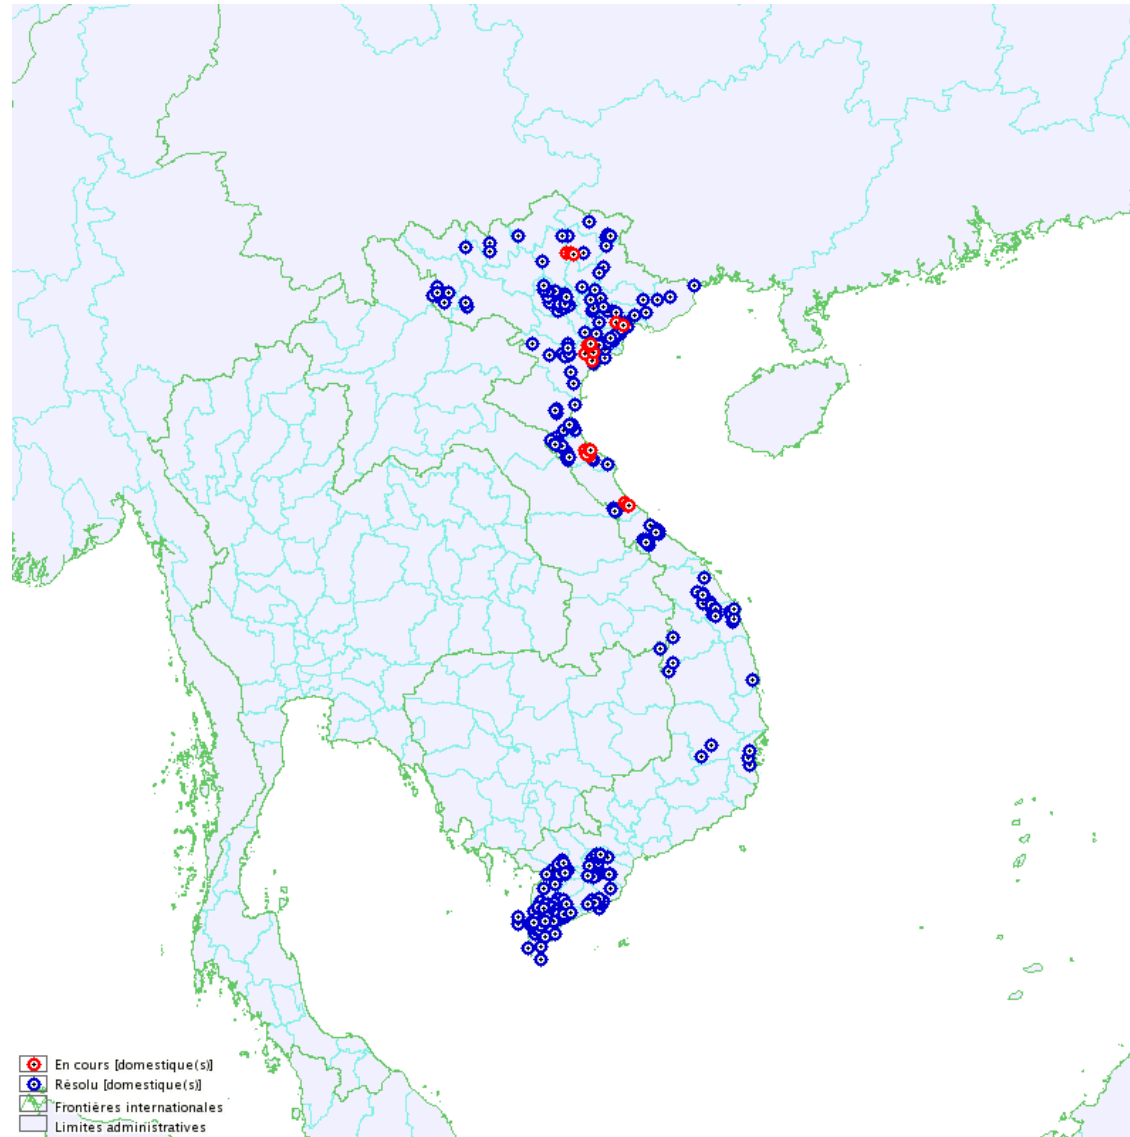 En cours [domestique(s)]
Résolu [domestique(s)]
Frontières internationales
Limites administratives